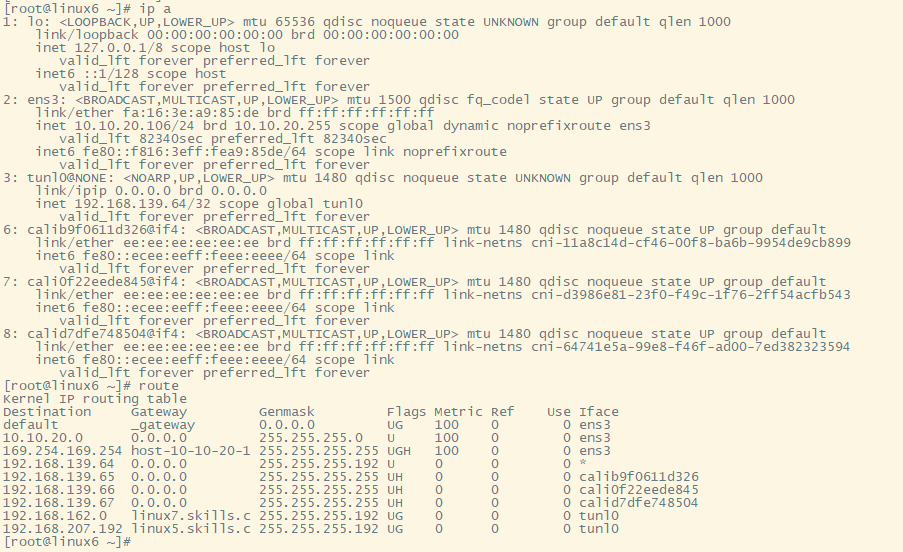 [root@linux6 ~]# ip a
1: lo: <LOOPBACK,UP,LOWER_UP> mtu 65536 qdisc noqueue state UNKNOWN group default qlen 1000
    link/loopback 00:00:00:00:00:00 brd 00:00:00:00:00:00
    inet 127.0.0.1/8 scope host lo
       valid_lft forever preferred_lft forever
    inet6 ::1/128 scope host
       valid_lft forever preferred_lft forever
2: ens3: <BROADCAST,MULTICAST,UP,LOWER_UP> mtu 1500 qdisc fq_codel state UP group default qlen 1000
    link/ether fa:16:3e:a9:85:de brd ff:ff:ff:ff:ff:ff
    inet 10.10.20.106/24 brd 10.10.20.255 scope global dynamic noprefixroute ens3
       valid_lft 82340sec preferred_lft 82340sec
    inet6 fe80::f816:3eff:fea9:85de/64 scope link noprefixroute
       valid_lft forever preferred_lft forever
3: tunl0@NONE: <NOARP,UP,LOWER_UP> mtu 1480 qdisc noqueue state UNKNOWN group default qlen 1000
    link/ipip 0.0.0.0 brd 0.0.0.0
    inet 192.168.139.64/32 scope global tunl0
       valid_lft forever preferred_lft forever
6: calib9f0611d326@if4: <BROADCAST,MULTICAST,UP,LOWER_UP> mtu 1480 qdisc noqueue state UP group default
    link/ether ee:ee:ee:ee:ee:ee brd ff:ff:ff:ff:ff:ff link-netns cni-11a8c14d-cf46-00f8-ba6b-9954de9cb899
    inet6 fe80::ecee:eeff:feee:eeee/64 scope link
       valid_lft forever preferred_lft forever
7: cali0f22eede845@if4: <BROADCAST,MULTICAST,UP,LOWER_UP> mtu 1480 qdisc noqueue state UP group default
    link/ether ee:ee:ee:ee:ee:ee brd ff:ff:ff:ff:ff:ff link-netns cni-d3986e81-23f0-f49c-1f76-2ff54acfb543
    inet6 fe80::ecee:eeff:feee:eeee/64 scope link
       valid_lft forever preferred_lft forever
8: calid7dfe748504@if4: <BROADCAST,MULTICAST,UP,LOWER_UP> mtu 1480 qdisc noqueue state UP group default
    link/ether ee:ee:ee:ee:ee:ee brd ff:ff:ff:ff:ff:ff link-netns cni-64741e5a-99e8-f46f-ad00-7ed382323594
    inet6 fe80::ecee:eeff:feee:eeee/64 scope link
       valid_lft forever preferred_lft forever
[root@linux6 ~]# route
Kernel IP routing table
Destination     Gateway         Genmask         Flags Metric Ref    Use Iface
default         _gateway        0.0.0.0         UG    100    0        0 ens3
10.10.20.0      0.0.0.0         255.255.255.0   U     100    0        0 ens3
169.254.169.254 host-10-10-20-1 255.255.255.255 UGH   100    0        0 ens3
192.168.139.64  0.0.0.0         255.255.255.192 U     0      0        0 *
192.168.139.65  0.0.0.0         255.255.255.255 UH    0      0        0 calib9f0611d326
192.168.139.66  0.0.0.0         255.255.255.255 UH    0      0        0 cali0f22eede845
192.168.139.67  0.0.0.0         255.255.255.255 UH    0      0        0 calid7dfe748504
192.168.162.0   linux7.skills.c 255.255.255.192 UG    0      0        0 tunl0
192.168.207.192 linux5.skills.c 255.255.255.192 UG    0      0        0 tunl0
[root@linux6 ~]#